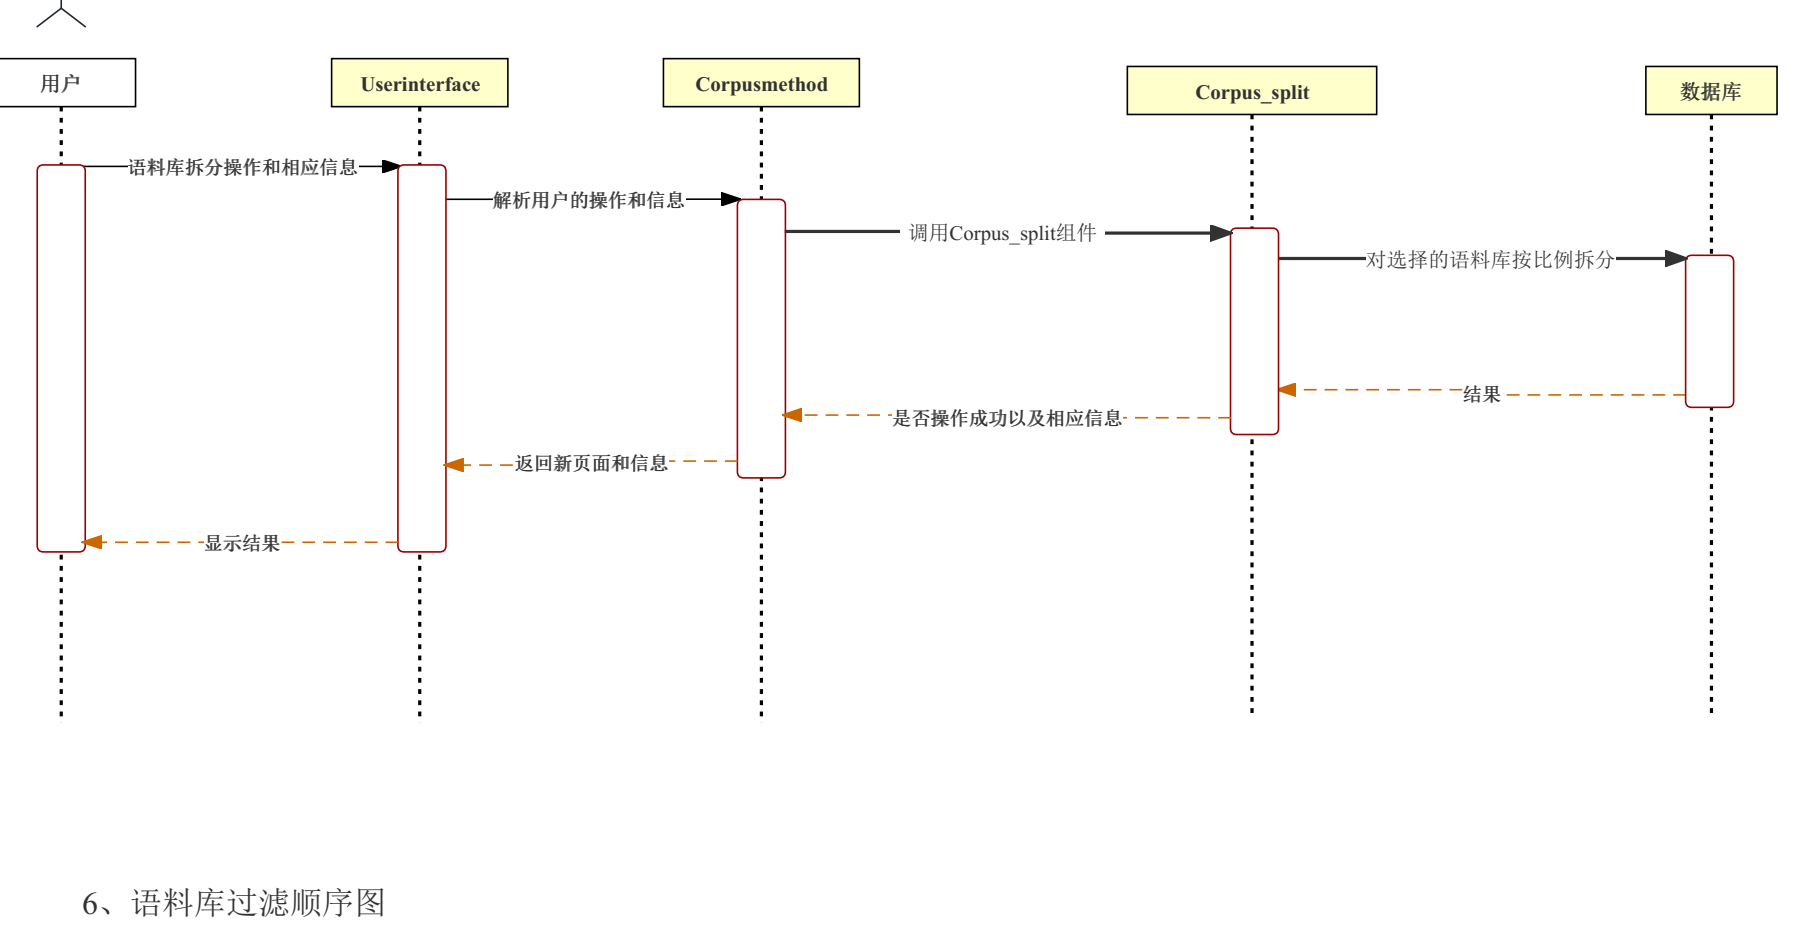 用户
Userinterface
Corpusmethod
Corpus_split
数据库
语料库拆分操作和相应信息
解析用户的操作和信息
调用Corpus_split组件
对选择的语料库按比例拆分
结果
是否操作成功以及相应信息
返回新页面和信息
显示结果
6、语料库过滤顺序图